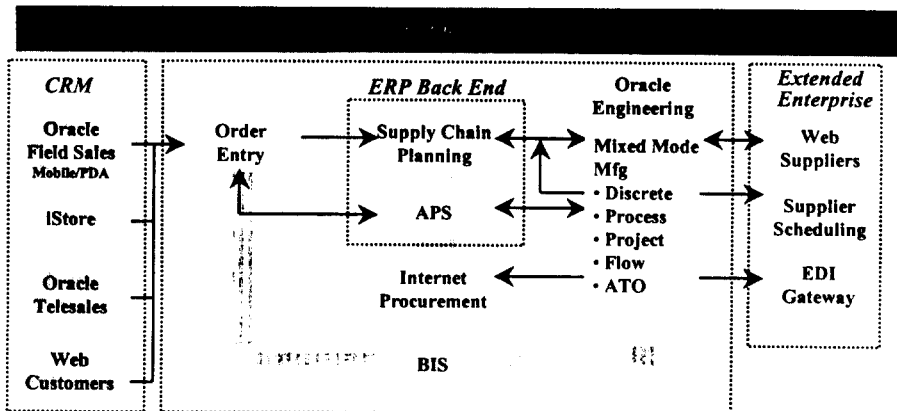 CRM
Oracle
Field Sales
Mobile/PDA
IStore
Oracle
Telesales
Web
Customers
Order
Entry
ERP Back End
Supply Chain
Planning
APS
Internet
Procurement
BIS
Oracle
Engineering
Mixed Mode
Mfg
• Discrete
• Process
• Project
• Flow
• ATO
Extended
Enterprise
Web
Suppliers
Supplier
Scheduling
EDI
Gateway